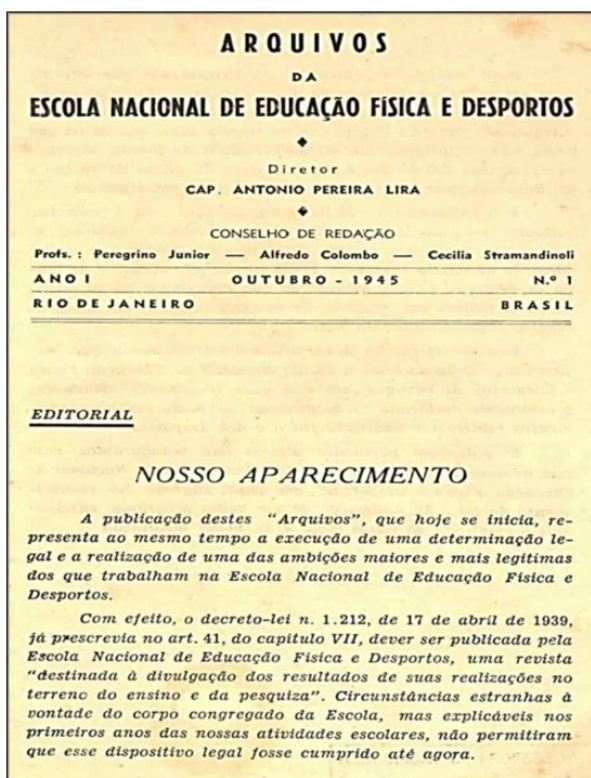 ARQUIVOS
DA
ESCOLA NACIONAL DE EDUCAÇÃO FÍSICA E DESPORTOS
Diretor
CAP. ANTONIO PEREIRA LIRA
CONSELHO DE REDAÇÃO
Profs.: Peregrino Junior — Alfredo Colombo — Cecilia Stramandinoli
ANO I OUTUBRO - 1945 N.º 1
RIO DE JANEIRO BRASIL
EDITORIAL
NOSSO APARECIMENTO
A publicação destes "Arquivos", que hoje se inicia, re-
presenta ao mesmo tempo a execução de uma determinação le-
gal e a realização de uma das ambições maiores e mais legitimas
dos que trabalham na Escola Nacional de Educação Fisica e
Desportos.
Com efeito, o decreto-lei n. 1.212, de 17 de abril de 1939,
já prescrevia no art. 41, do capitulo VII, dever ser publicada pela
Escola Nacional de Educação Fisica e Desportos, uma revista
"destinada à divulgação dos resultados de suas realizações no
terreno do ensino e da pesquiza". Circunstâncias estranhas à
vontade do corpo congregado da Escola, mas explicáveis nos
primeiros anos das nossas atividades escolares, não permitiram
que esse dispositivo legal fosse cumprido até agora.